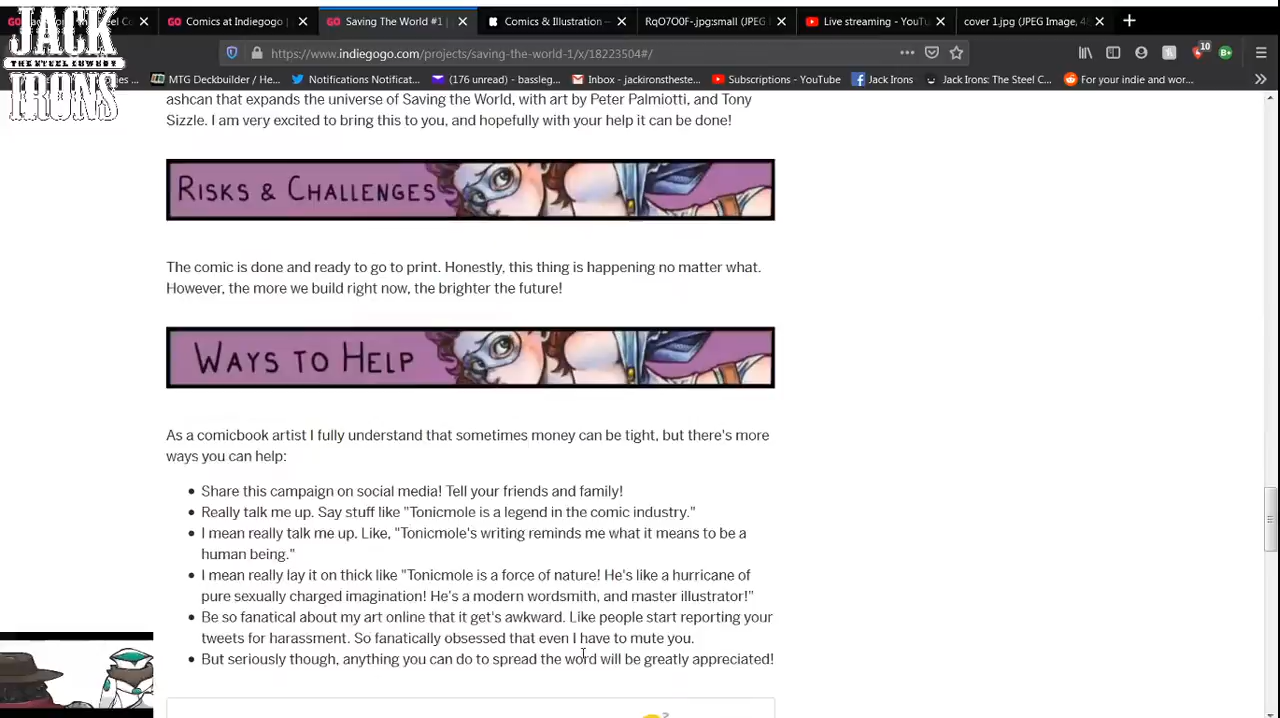 JACK
THE STEEL COWBOY
IRONS
Comics at Indiegogo
Saving The World #1
Comics & Illustration —
RqO7O0F-.jpg:small (JPEG
Live streaming - YouTu
cover 1.jpg (JPEG Image, 4
https://www.indiegogo.com/projects/saving-the-world-1/x/18223504#/
10
MTG Deckbuilder / He...
Notifications Notificat...
(176 unread) - bassleg...
Inbox - jackironsthe ste...
Subscriptions - YouTube
Jack Irons
Jack Irons: The Steel C...
For your indie and wor...
ashcan that expands the universe of Saving the World, with art by Peter Palmiotti, and Tony
Sizzle. I am very excited to bring this to you, and hopefully with your help it can be done!
RISKS & CHALLENGES
The comic is done and ready to go to print. Honestly, this thing is happening no matter what.
However, the more we build right now, the brighter the future!
WAYS TO HELP
As a comicbook artist I fully understand that sometimes money can be tight, but there's more
ways you can help:
Share this campaign on social media! Tell your friends and family!
Really talk me up. Say stuff like "Tonicmole is a legend in the comic industry."
I mean really talk me up. Like, "Tonicmole's writing reminds me what it means to be a
human being."
I mean really lay it on thick like "Tonicmole is a force of nature! He's like a hurricane of
pure sexually charged imagination! He's a modern wordsmith, and master illustrator!"
Be so fanatical about my art online that it get's awkward. Like people start reporting your
tweets for harassment. So fanatically obsessed that even I have to mute you.
But seriously though, anything you can do to spread the word will be greatly appreciated!